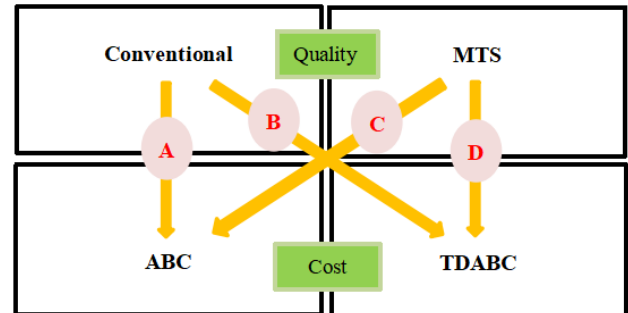 Conventional
Quality
MTS
B
C
A
D
ABC
Cost
TDABC